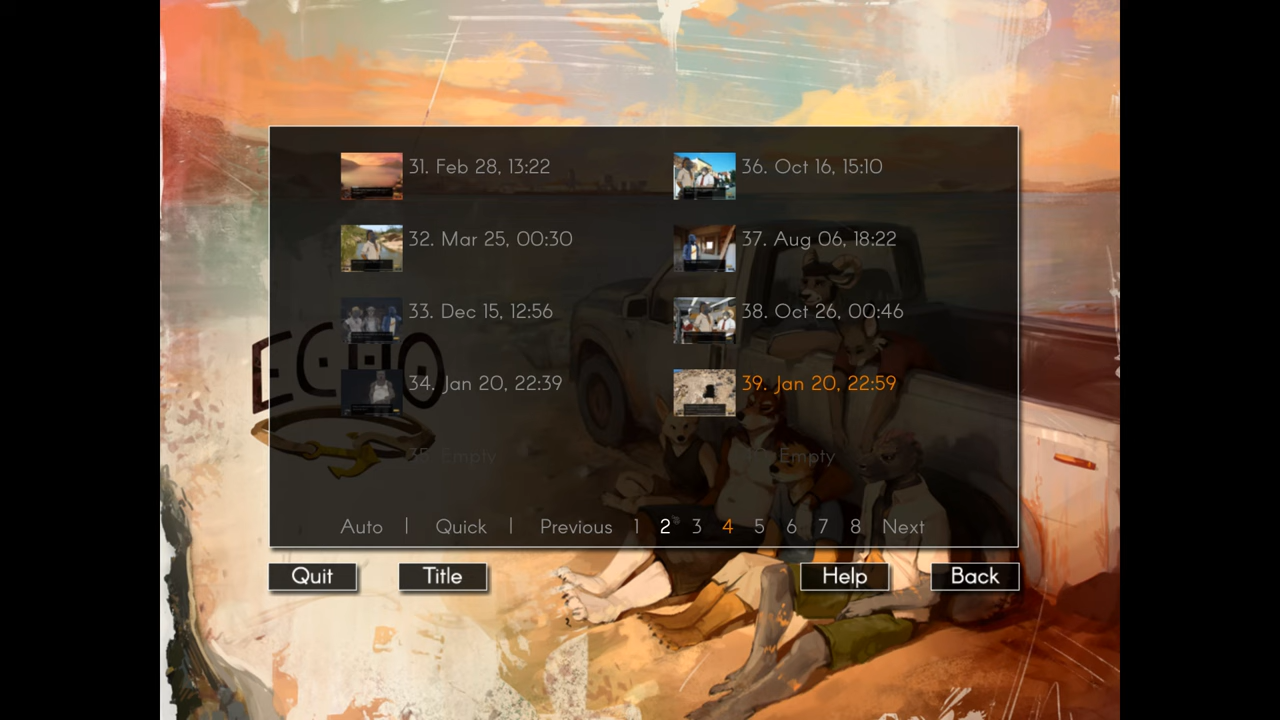 31. Feb 28, 13:22
32. Mar 25, 00:30
33. Dec 15, 12:56
34. Jan 20, 22:39
35. Empty
36. Oct 16, 15:10
37. Aug 06, 18:22
38. Oct 26, 00:46
39. Jan 20, 22:59
Empty
ECHO
Auto | Quick | Previous 1 2 3 4 5 6 7 8 Next
Quit Title Help Back